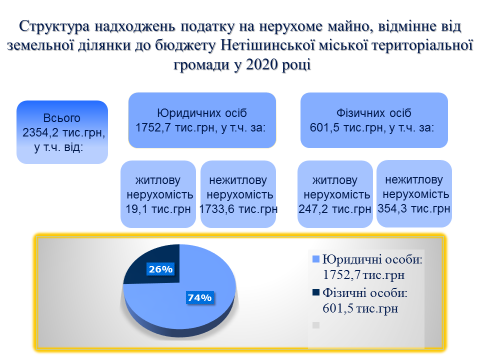 Структура надходжень податку на нерухоме майно, відмінне від
земельної ділянки до бюджету Нетішинської міської територіальної
громади у 2020 році
Всього
2354,2 тис.грн,
у т.ч. від:
Юридичних осіб
1752,7 тис.грн, у т.ч. за:
Фізичних осіб
601,5 тис.грн, у т.ч. за:
житлову
нерухомість
19,1 тис.грн
нежитлову
нерухомість
1733,6 тис.грн
житлову
нерухомість
247,2 тис.грн
нежитлову
нерухомість
354,3 тис.грн
26%
74%
Юридичні особи:
1752,7 тис.грн
Фізичні особи:
601,5 тис.грн